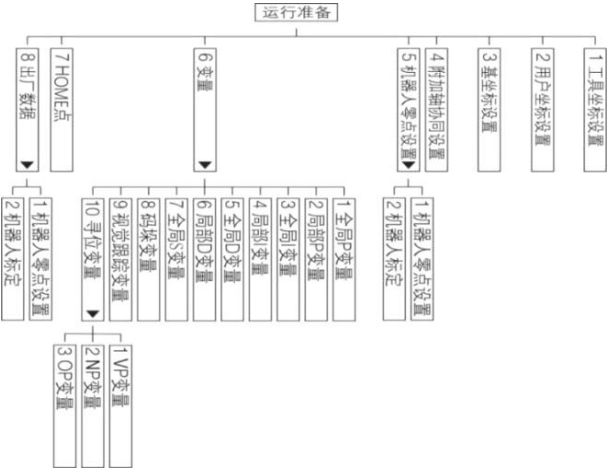 运行准备
1 工具坐标设置
2 用户坐标设置
3 基坐标设置
4 附加轴协同设置
5 机器人零点设置
1 机器人零点设置
2 机器人标定
6 变量
1 全局P变量
2 局部P变量
3 全局I变量
4 局部I变量
5 全局D变量
6 局部D变量
7 全局S变量
8 码垛变量
9 视觉跟踪变量
10 寻位变量
1 VP变量
2 NP变量
3 OP变量
7 HOME点
8 出厂数据
1 机器人零点设置
2 机器人标定